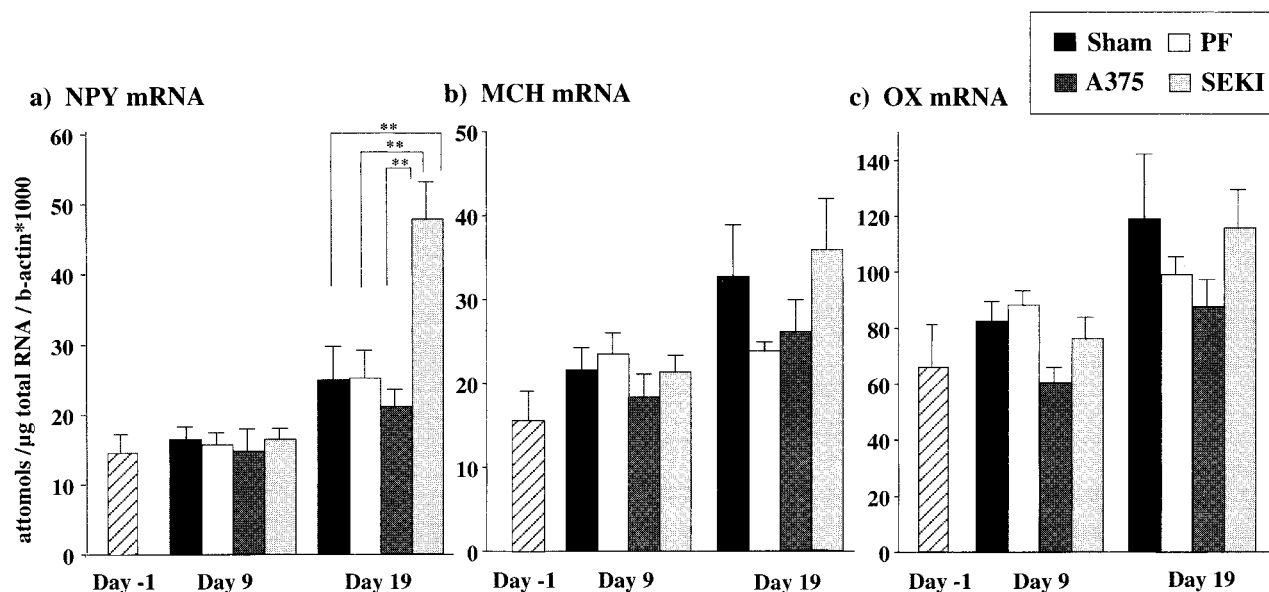 Sham PF
A375 SEKI
a) NPY mRNA
b) MCH mRNA
c) OX mRNA
attomols /µg total RNA / b-actin*1000
60
50
40
30
20
10
0
**
**
**
Day -1 Day 9 Day 19
50
40
30
20
10
0
Day -1 Day 9 Day 19
140
120
100
80
60
40
20
0
Day -1 Day 9 Day 19